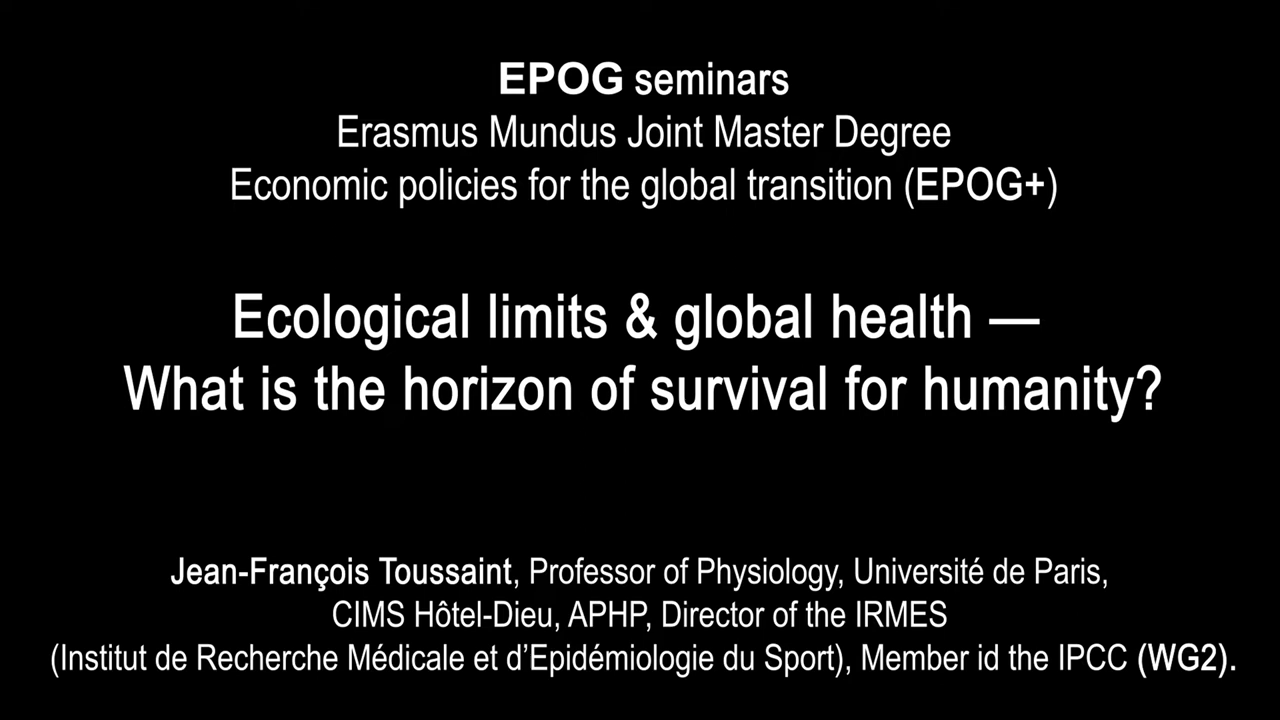 EPOG seminars
Erasmus Mundus Joint Master Degree
Economic policies for the global transition (EPOG+)
Ecological limits & global health —
What is the horizon of survival for humanity?
Jean-François Toussaint, Professor of Physiology, Université de Paris,
CIMS Hôtel-Dieu, APHP, Director of the IRMES
(Institut de Recherche Médicale et d’Epidémiologie du Sport), Member id the IPCC (WG2).